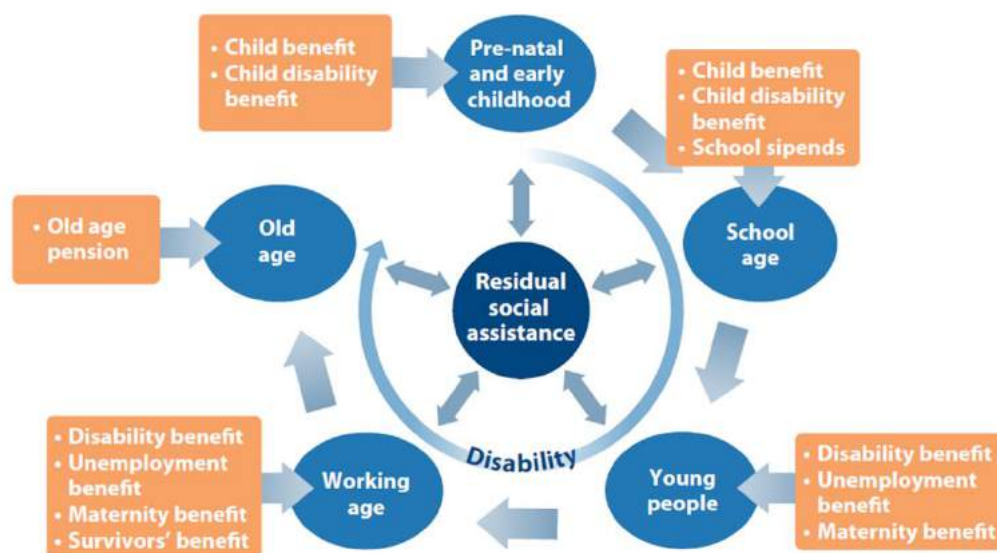 • Child benefit
• Child disability
benefit
Pre-natal
and early
childhood
• Child benefit
• Child disability
benefit
• School sipends
• Old age
pension
Old
age
School
age
Residual
social
assistance
• Disability benefit
• Unemployment
benefit
• Maternity benefit
• Survivors' benefit
Working
age
Disability
Young
people
• Disability benefit
• Unemployment
benefit
• Maternity benefit